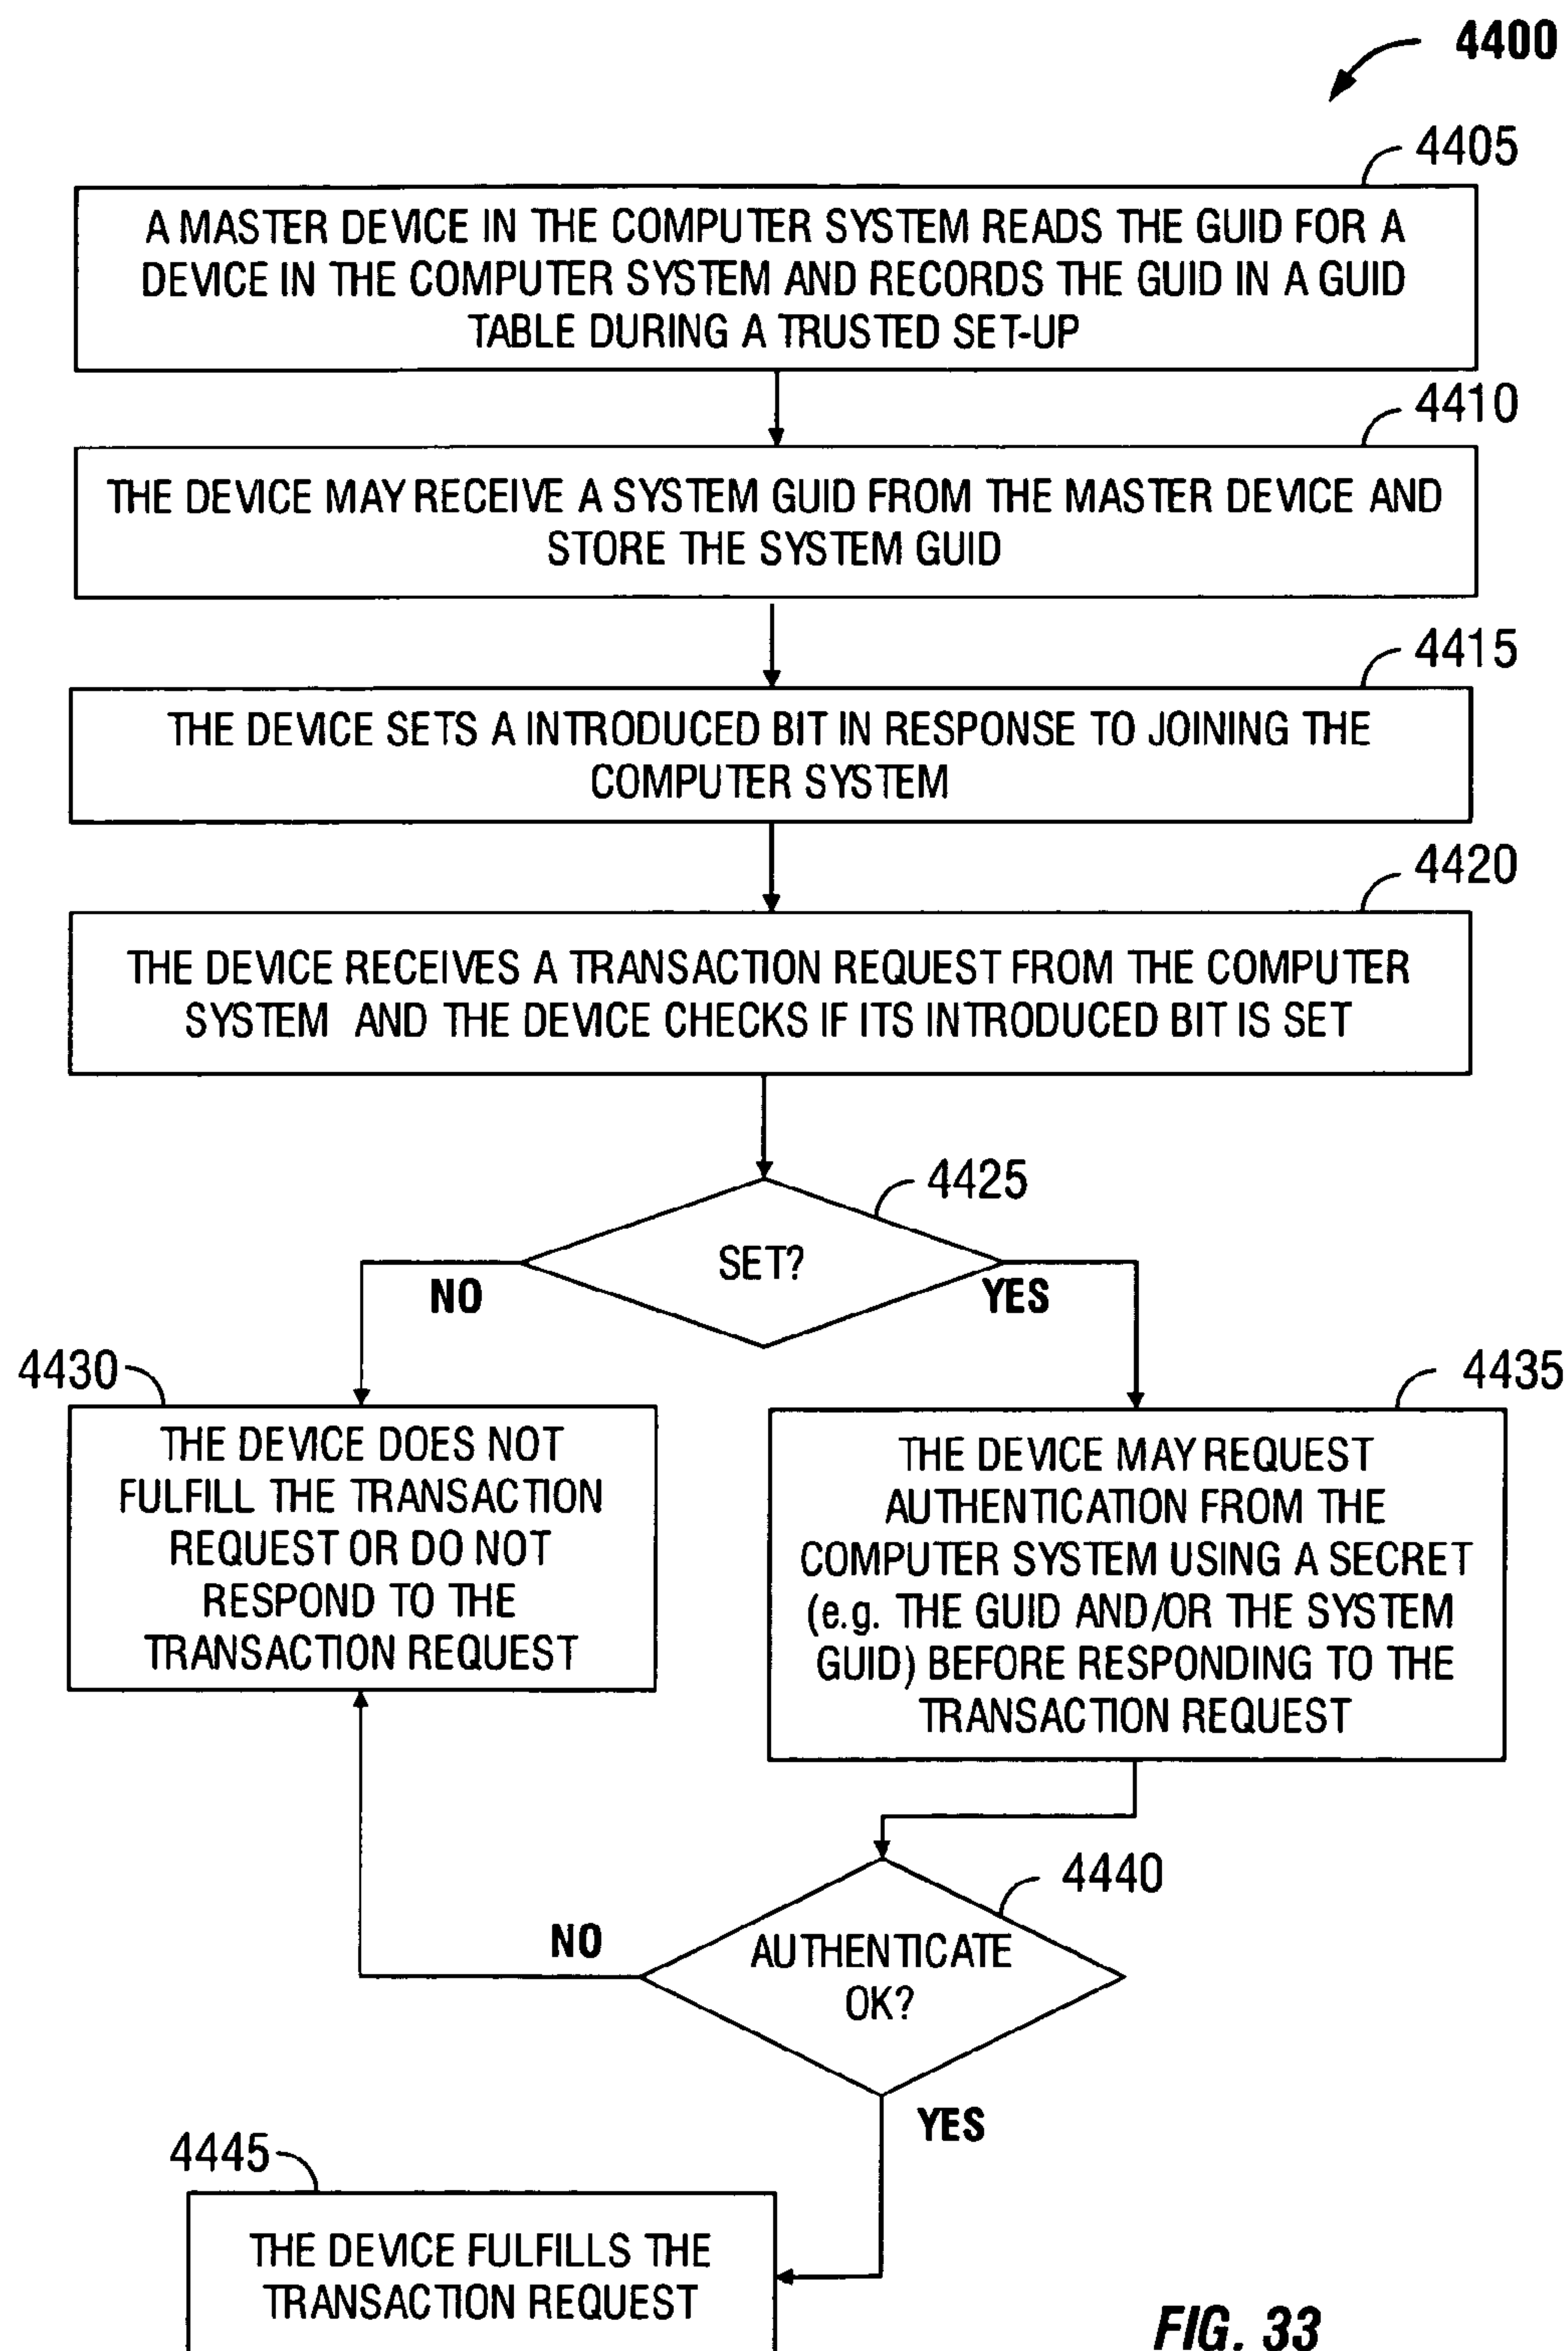 4400
4405
A MASTER DEVICE IN THE COMPUTER SYSTEM READS THE GUID FOR A
DEVICE IN THE COMPUTER SYSTEM AND RECORDS THE GUID IN A GUID
TABLE DURING A TRUSTED SET-UP
4410
THE DEVICE MAY RECEIVE A SYSTEM GUID FROM THE MASTER DEVICE AND
STORE THE SYSTEM GUID
4415
THE DEVICE SETS A INTRODUCED BIT IN RESPONSE TO JOINING THE
COMPUTER SYSTEM
4420
THE DEVICE RECEIVES A TRANSACTION REQUEST FROM THE COMPUTER
SYSTEM AND THE DEVICE CHECKS IF ITS INTRODUCED BIT IS SET
4425
SET?
NO
YES
4430
THE DEVICE DOES NOT
FULFILL THE TRANSACTION
REQUEST OR DO NOT
RESPOND TO THE
TRANSACTION REQUEST
4435
THE DEVICE MAY REQUEST
AUTHENTICATION FROM THE
COMPUTER SYSTEM USING A SECRET
(e.g. THE GUID AND/OR THE SYSTEM
GUID) BEFORE RESPONDING TO THE
TRANSACTION REQUEST
4440
AUTHENTICATE
OK?
NO
YES
4445
THE DEVICE FULFILLS THE
TRANSACTION REQUEST
FIG. 33